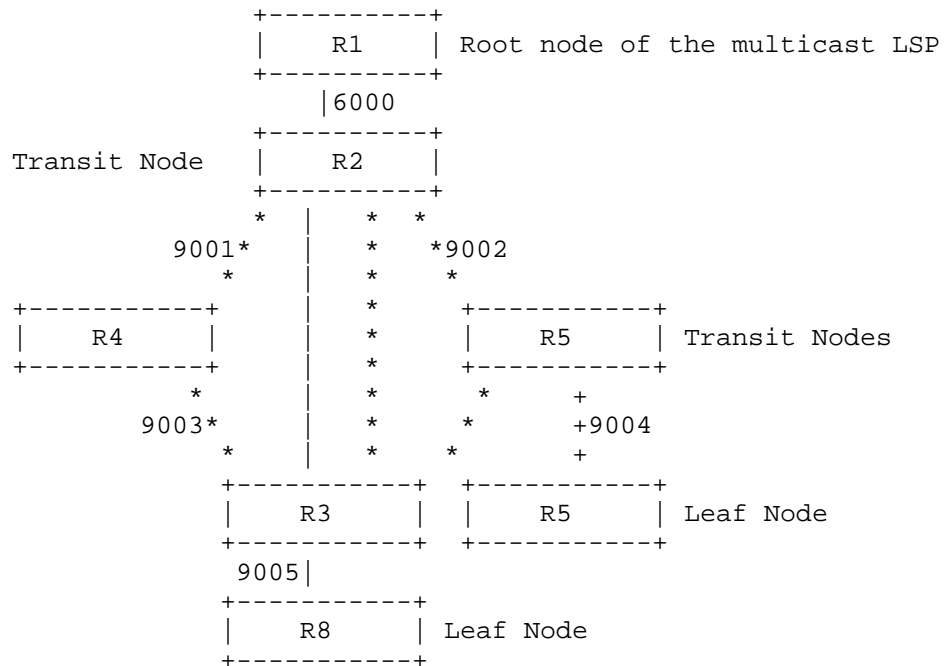 R1 Root node of the multicast LSP
6000
Transit Node R2
9001 9002
R4 R5 Transit Nodes
9003 9004
R3 R5 Leaf Node
9005
R8 Leaf Node